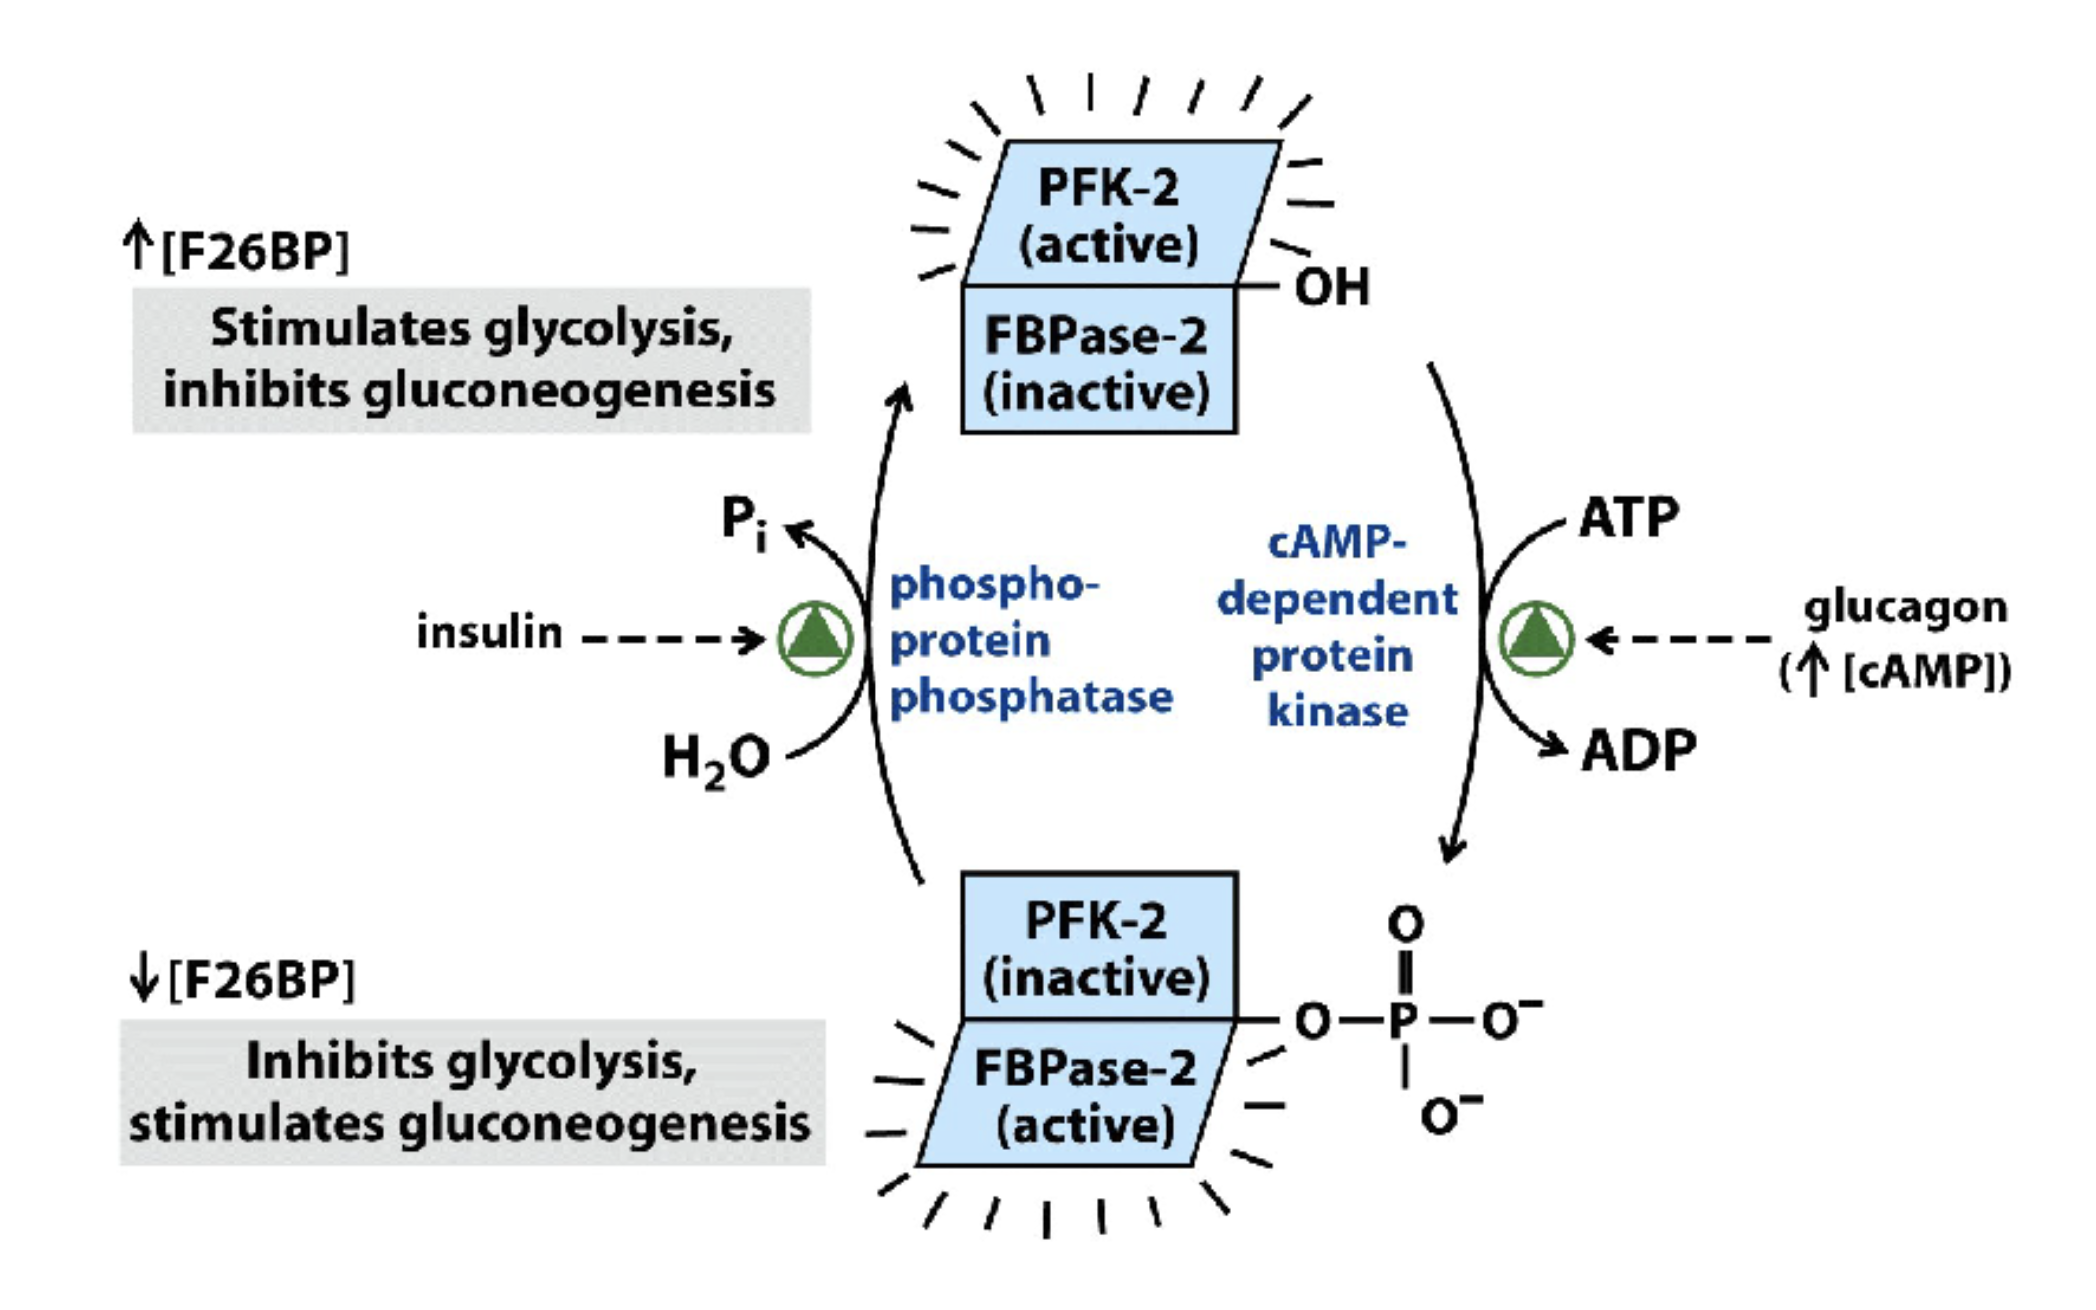 PFK-2
(active)
OH
FBPase-2
(inactive)
↑[F26BP]
Stimulates glycolysis,
inhibits gluconeogenesis
Pi
insulin
H2O
phospho-
protein
phosphatase
cAMP-
dependent
protein
kinase
ATP
glucagon
(↑ [cAMP])
ADP
↓[F26BP]
Inhibits glycolysis,
stimulates gluconeogenesis
PFK-2
(inactive)
FBPase-2
(active)
O
O—P—O−
O−